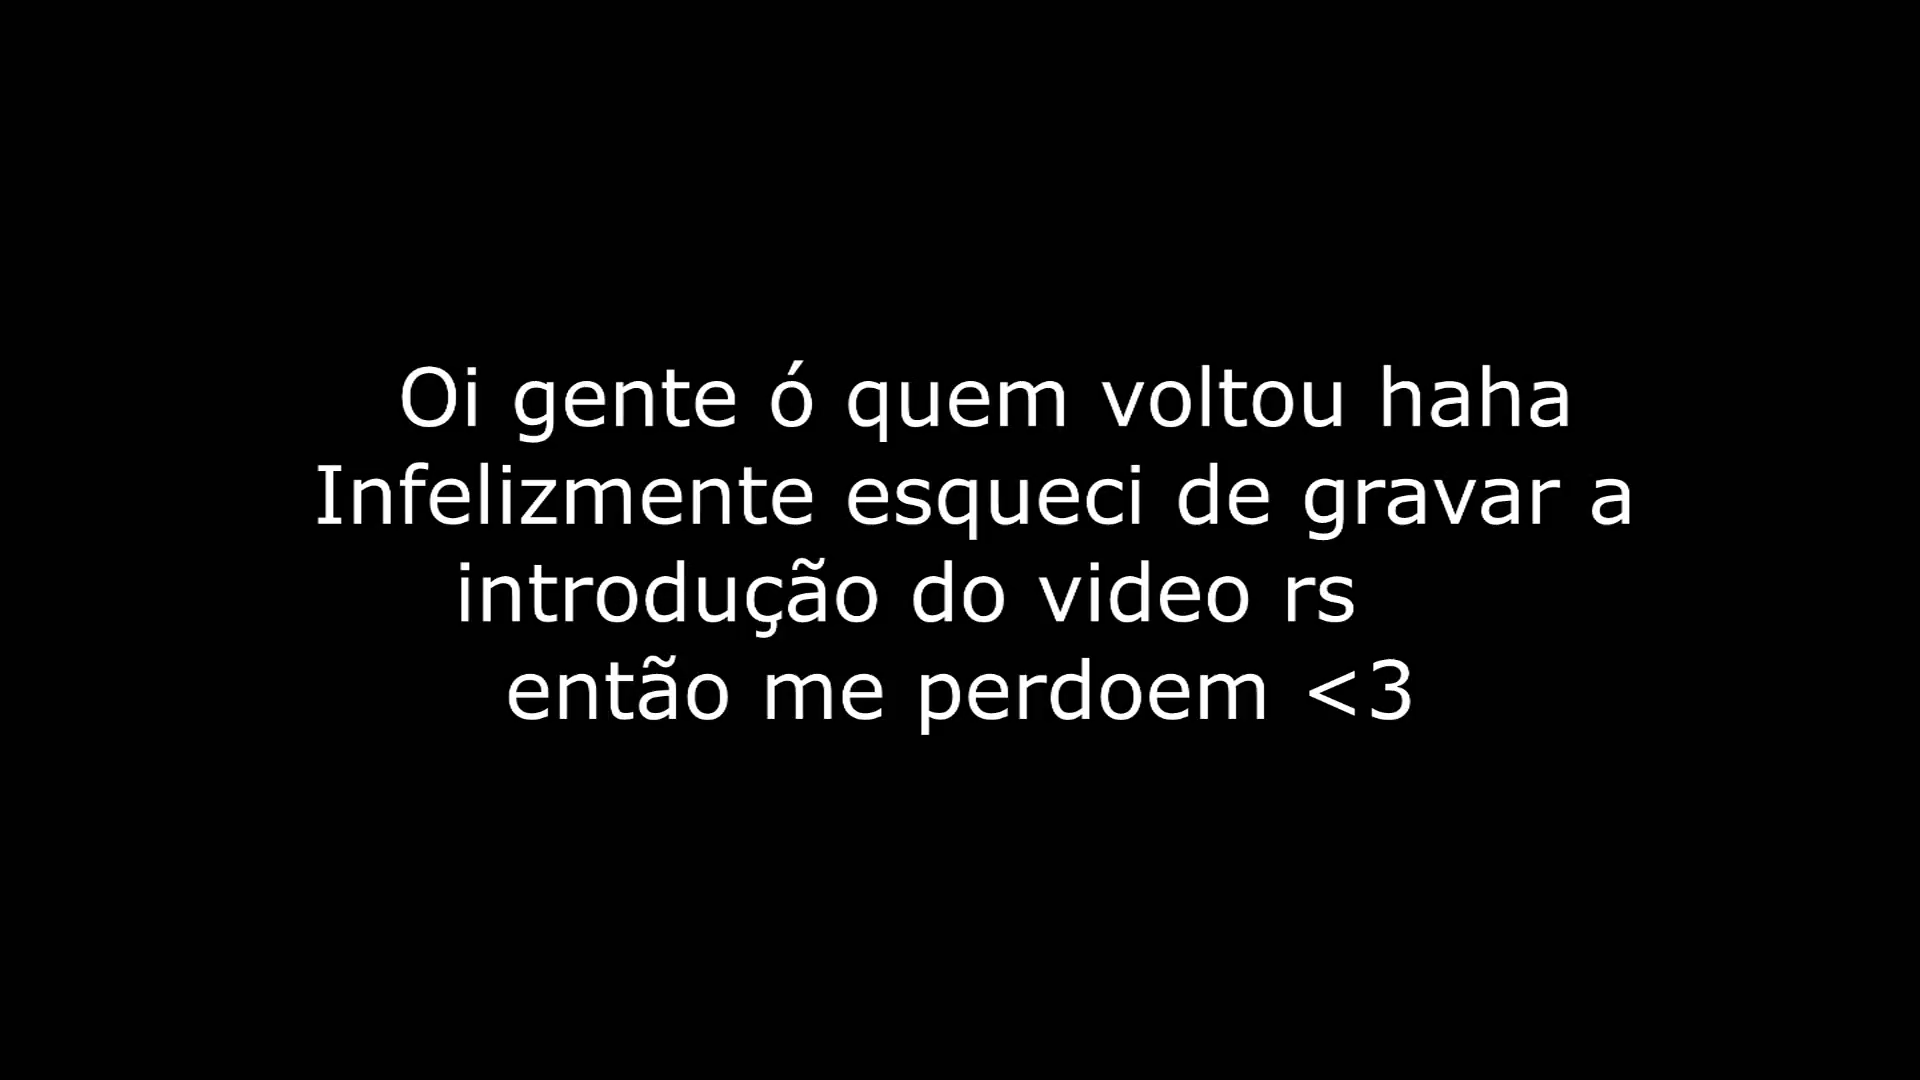 Oi gente ó quem voltou haha
Infelizmente esqueci de gravar a
introdução do video rs
então me perdoem <3